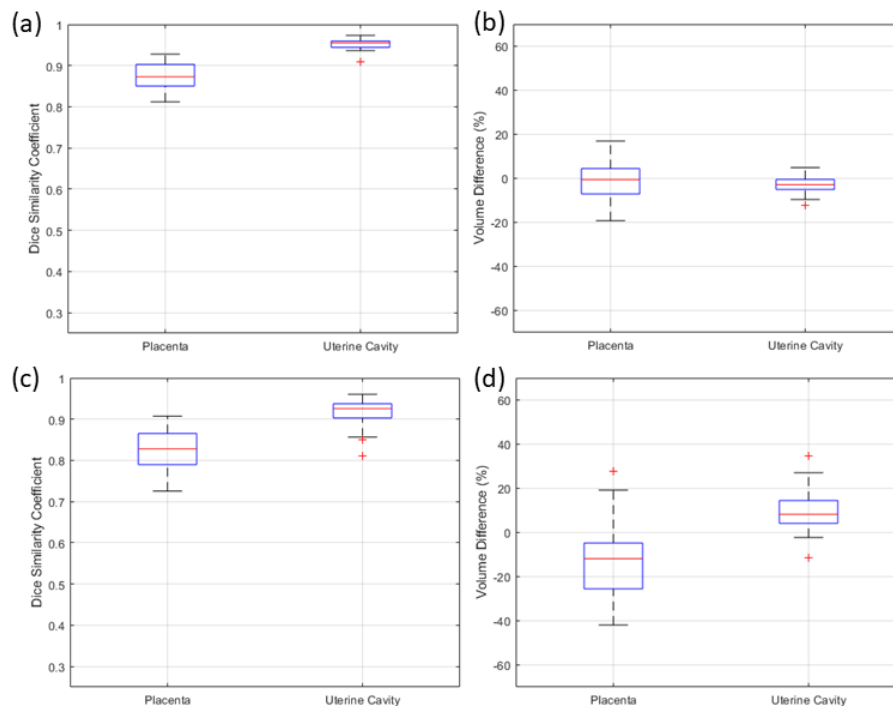 (a)
1
0.9
0.8
0.7
0.6
0.5
0.4
0.3
Dice Similarity Coefficient
Placenta
Uterine Cavity
(b)
60
40
20
0
-20
-40
-60
Volume Difference (%)
Placenta
Uterine Cavity
(c)
1
0.9
0.8
0.7
0.6
0.5
0.4
0.3
Dice Similarity Coefficient
Placenta
Uterine Cavity
(d)
60
40
20
0
-20
-40
-60
Volume Difference (%)
Placenta
Uterine Cavity